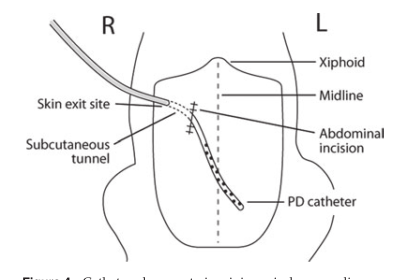 R
L
Xiphoid
Midline
Skin exit site
Abdominal
incision
Subcutaneous
tunnel
PD catheter